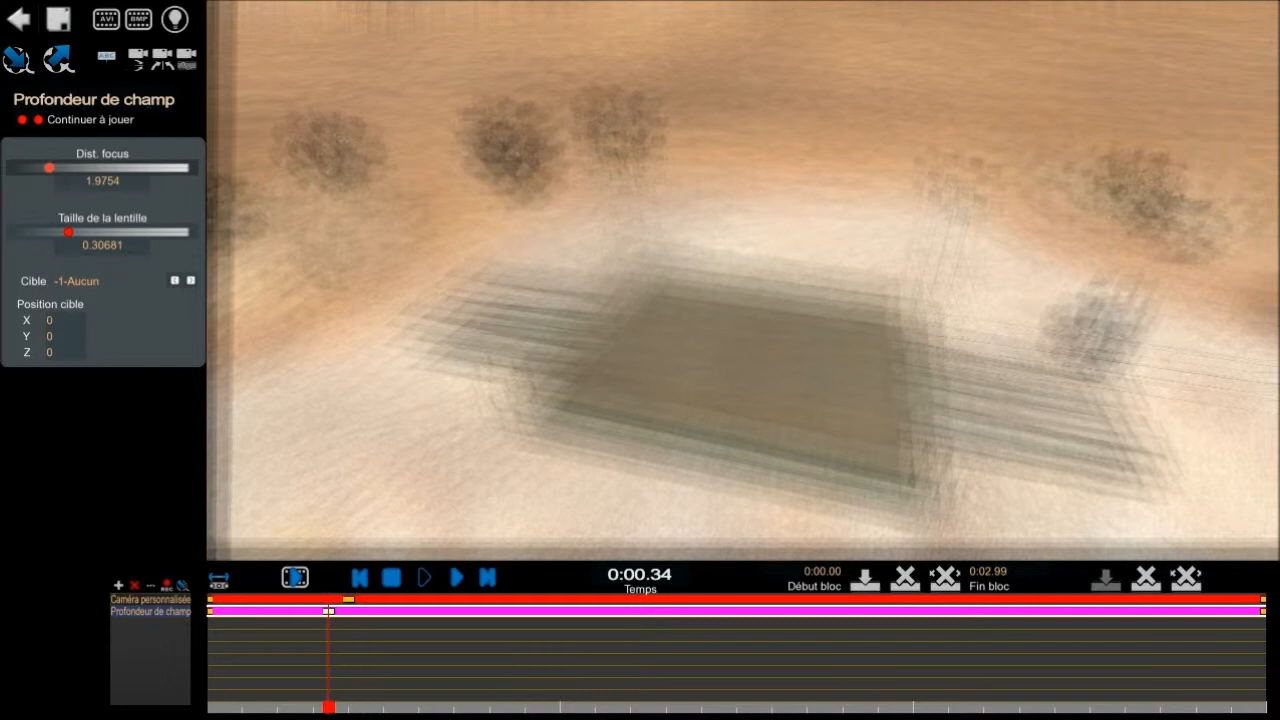 AVI
BMP
ABC
Profondeur de champ
Continuer à jouer
Dist. focus
1.9754
Taille de la lentille
0.30681
Cible -1-Aucun
Position cible
X 0
Y 0
Z 0
0:00.34
Temps
0:00.00
Début bloc
0:02.99
Fin bloc
REC
Caméra personnalisée
Profondeur de champ